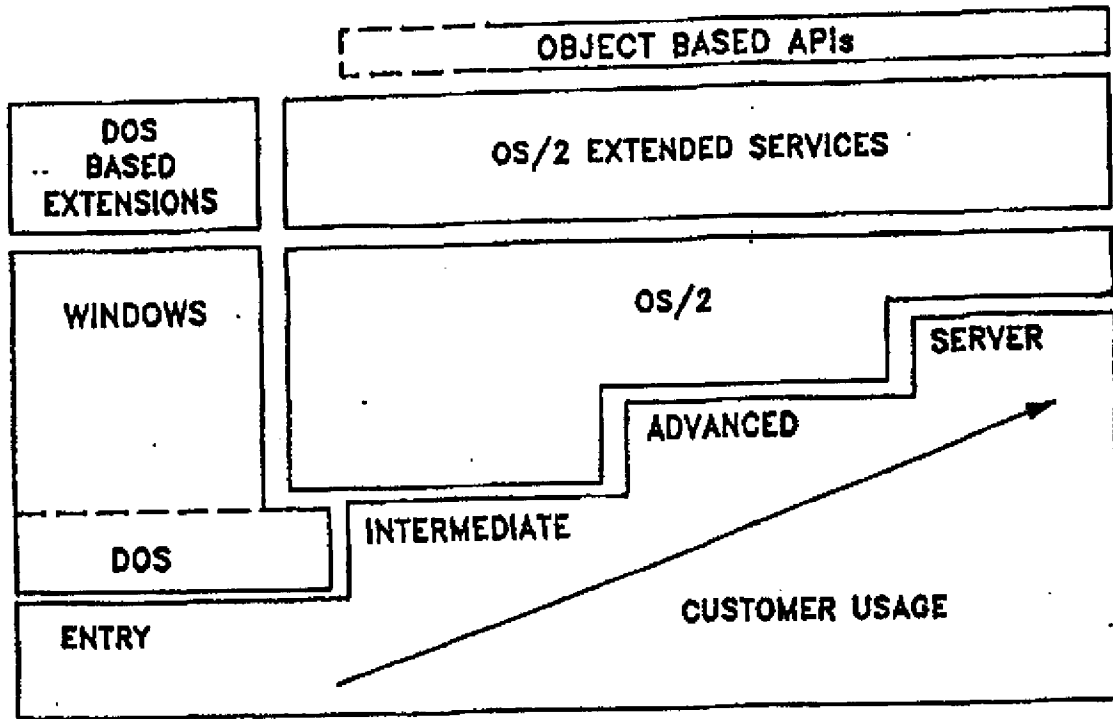 OBJECT BASED APIs
DOS
BASED
EXTENSIONS
OS/2 EXTENDED SERVICES
WINDOWS
OS/2
SERVER
ADVANCED
INTERMEDIATE
DOS
CUSTOMER USAGE
ENTRY